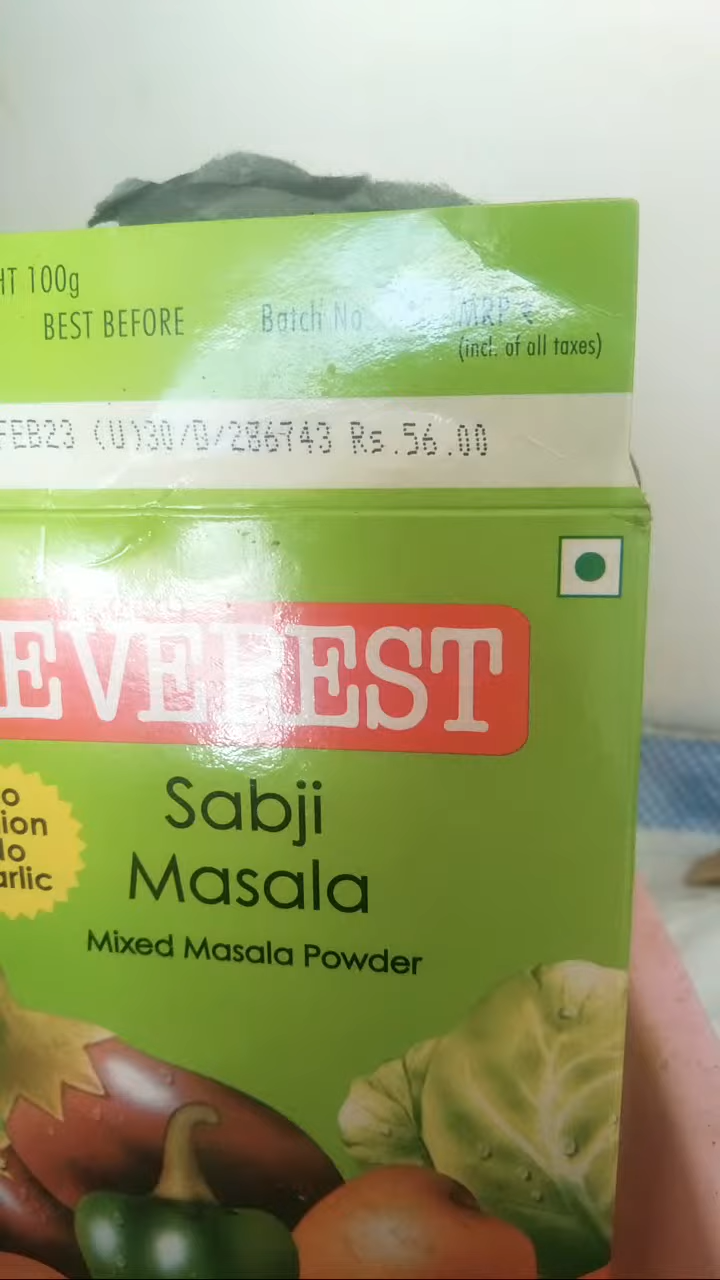 100g
BEST BEFORE Batch No MRP ₹
(incl. of all taxes)
FEB23 (U)30/B/286743 Rs.56.00
EVEREST
Sabji
Masala
Mixed Masala Powder